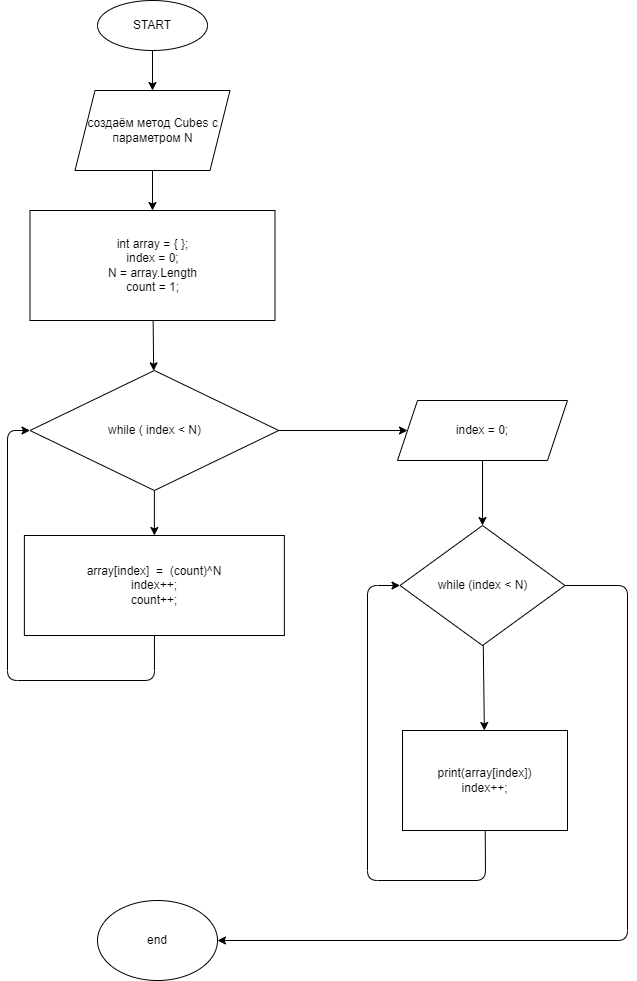 START
создаём метод Cubes с
параметром N
int array = { };
index = 0;
N = array.Length
count = 1;
while ( index < N)
index = 0;
array[index]  =  (count)^N
index++;
count++;
while (index < N)
print(array[index])
index++;
end